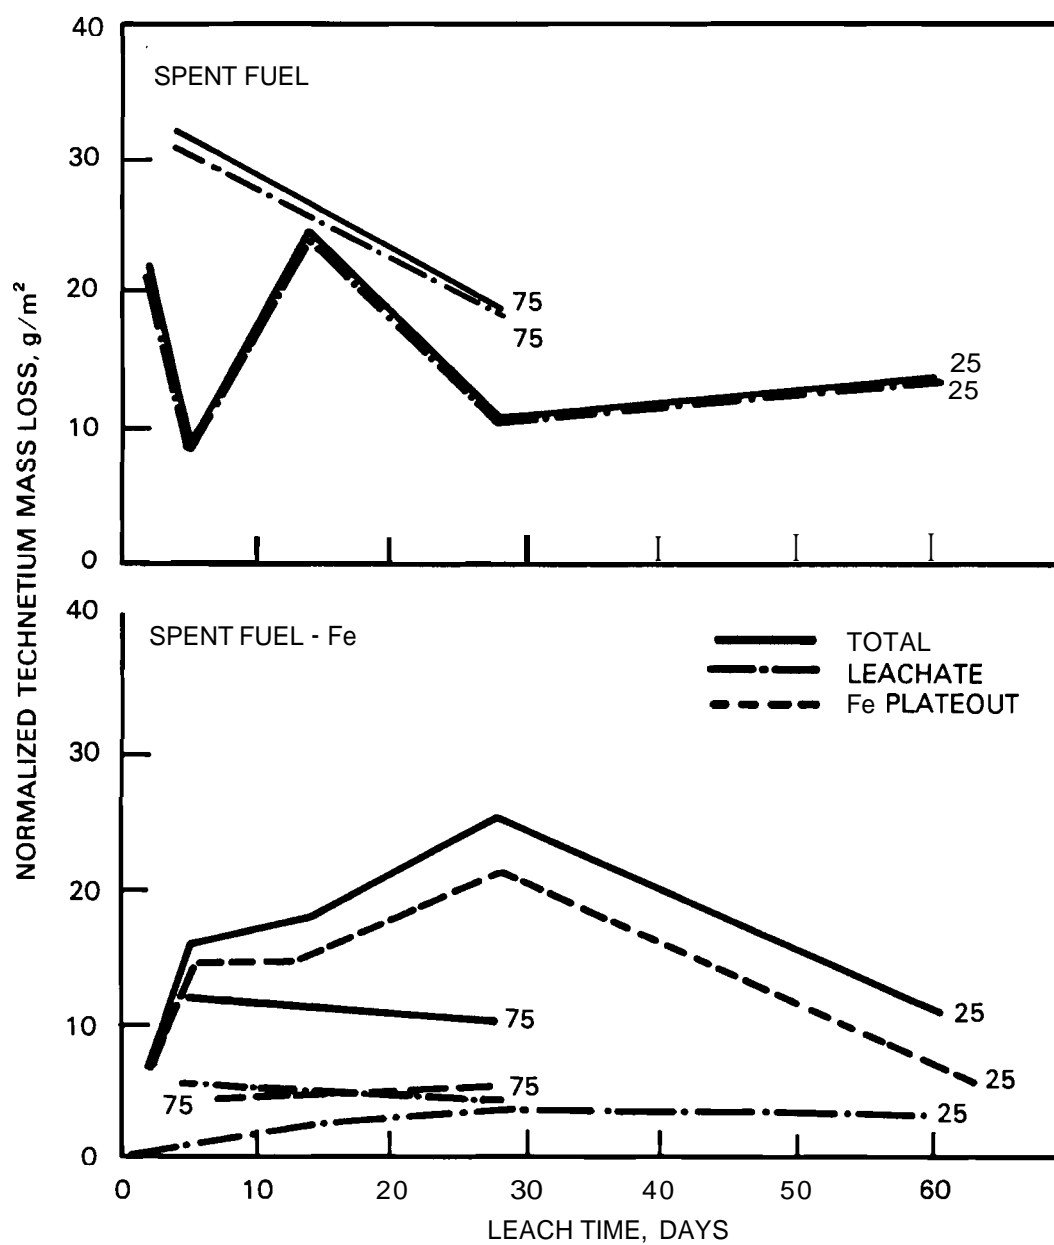 40
SPENT FUEL
30
20
10
0
75
75
25
25
NORMALIZED TECHNETIUM MASS LOSS, g/m²
40
SPENT FUEL - Fe
TOTAL
LEACHATE
Fe PLATEOUT
30
20
10
0
75
25
75
75
25
25
0 10 20 30 40 50 60
LEACH TIME, DAYS